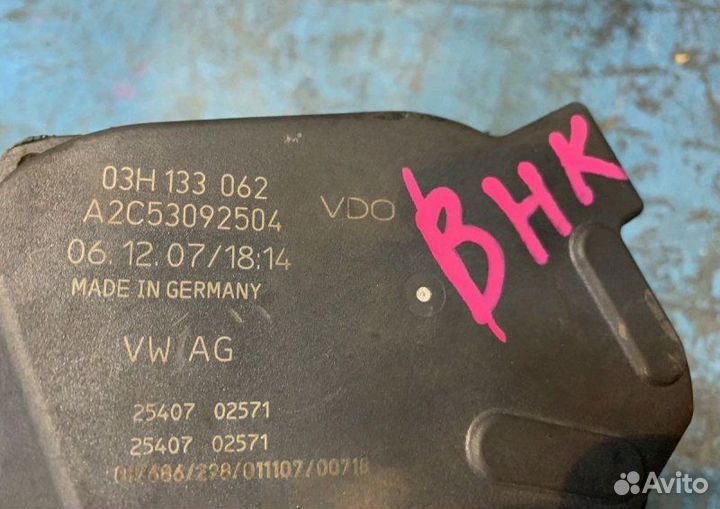 03H 133 062
A2C53092504
VDO
BHK
06.12.07/18:14
MADE IN GERMANY
VW AG
25407 02571
25407 02571
Avito